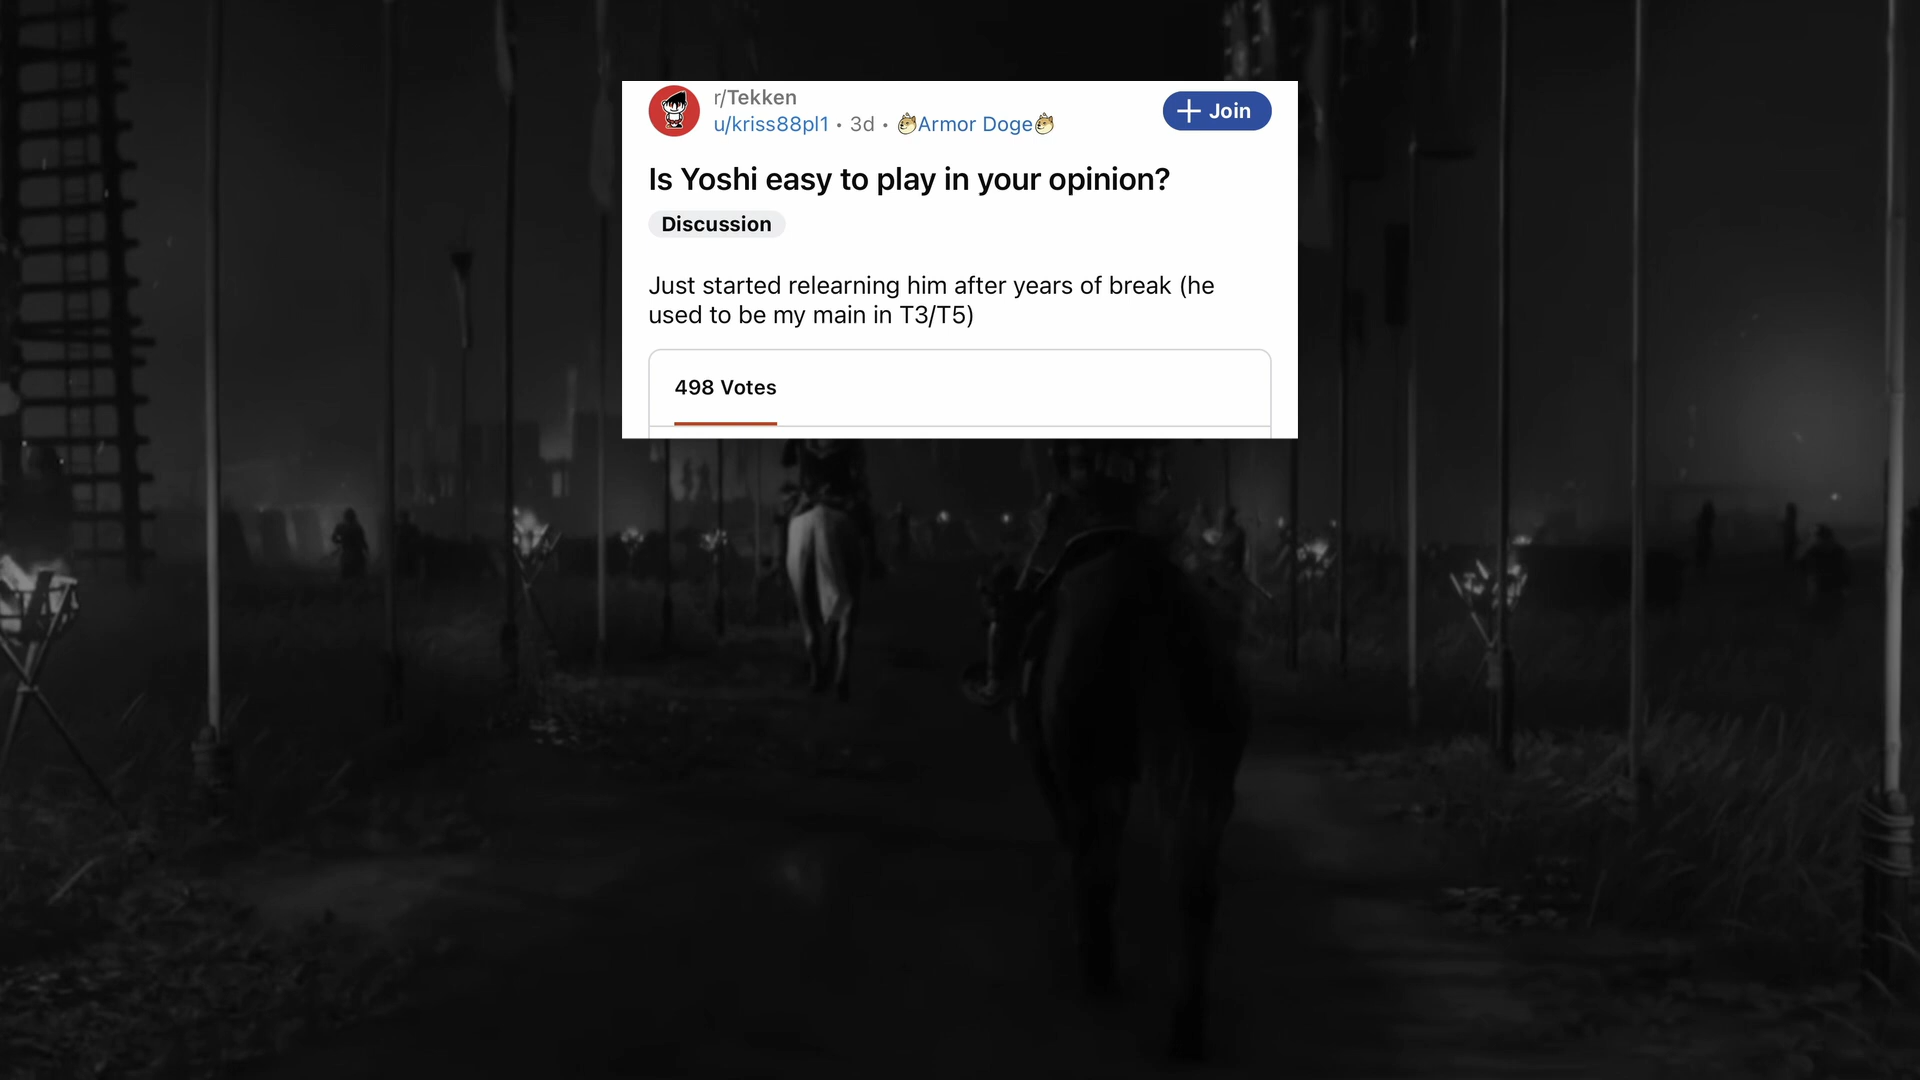 r/Tekken
u/kriss88pl1 • 3d • Armor Doge
Join
Is Yoshi easy to play in your opinion?
Discussion
Just started relearning him after years of break (he
used to be my main in T3/T5)
498 Votes